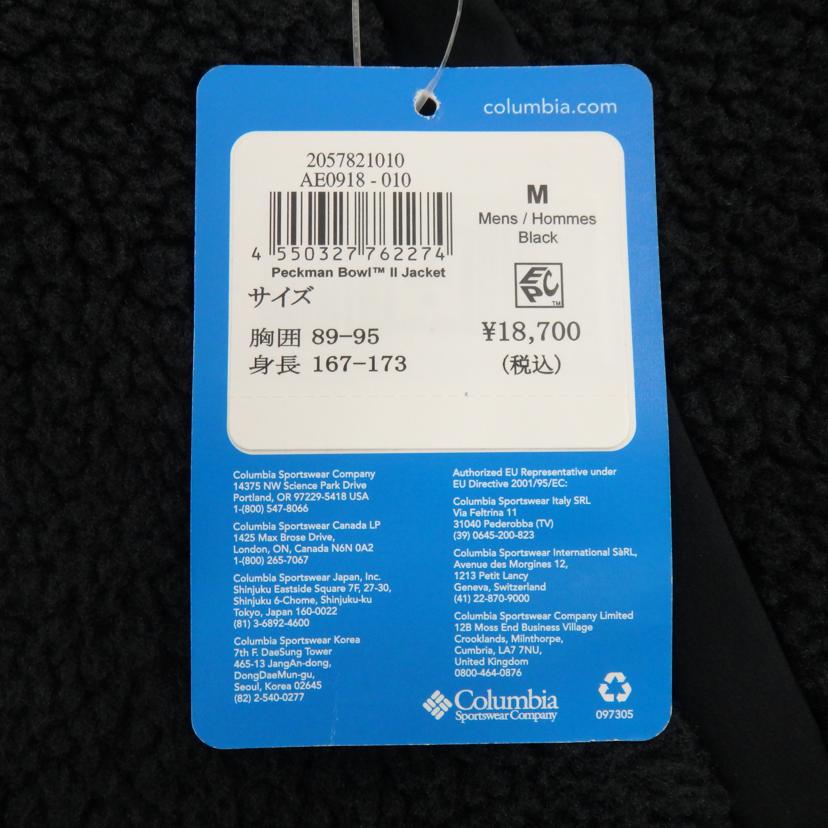 columbia.com
2057821010
AE0918 - 010
4 550327 762274
Peckman Bowl™ II Jacket
サイズ
胸囲 89-95
身長 167-173
M
Mens / Hommes
Black
EPC™
¥18,700
(税込)
Columbia Sportswear Company
14375 NW Science Park Drive
Portland, OR 97229-5418 USA
1-(800) 547-8066
Columbia Sportswear Canada LP
1425 Max Brose Drive,
London, ON, Canada N6N 0A2
1-(800) 265-7067
Columbia Sportswear Japan, Inc.
Shinjuku Eastside Square 7F, 27-30,
Shinjuku 6-Chome, Shinjuku-ku
Tokyo, Japan 160-0022
(81) 3-6892-4600
Columbia Sportswear Korea
7th F. DaeSung Tower
465-13 JangAn-dong,
DongDaeMun-gu,
Seoul, Korea 02645
(82) 2-540-0277
Authorized EU Representative under
EU Directive 2001/95/EC:
Columbia Sportswear Italy SRL
Via Feltrina 11
31040 Pederobba (TV)
(39) 0645-200-823
Columbia Sportswear International SàRL,
Avenue des Morgines 12,
1213 Petit Lancy
Geneva, Switzerland
(41) 22-870-9000
Columbia Sportswear Company Limited
12B Moss End Business Village
Crooklands, Milnthorpe,
Cumbria, LA7 7NU,
United Kingdom
0800-464-0876
Columbia
Sportswear Company
097305